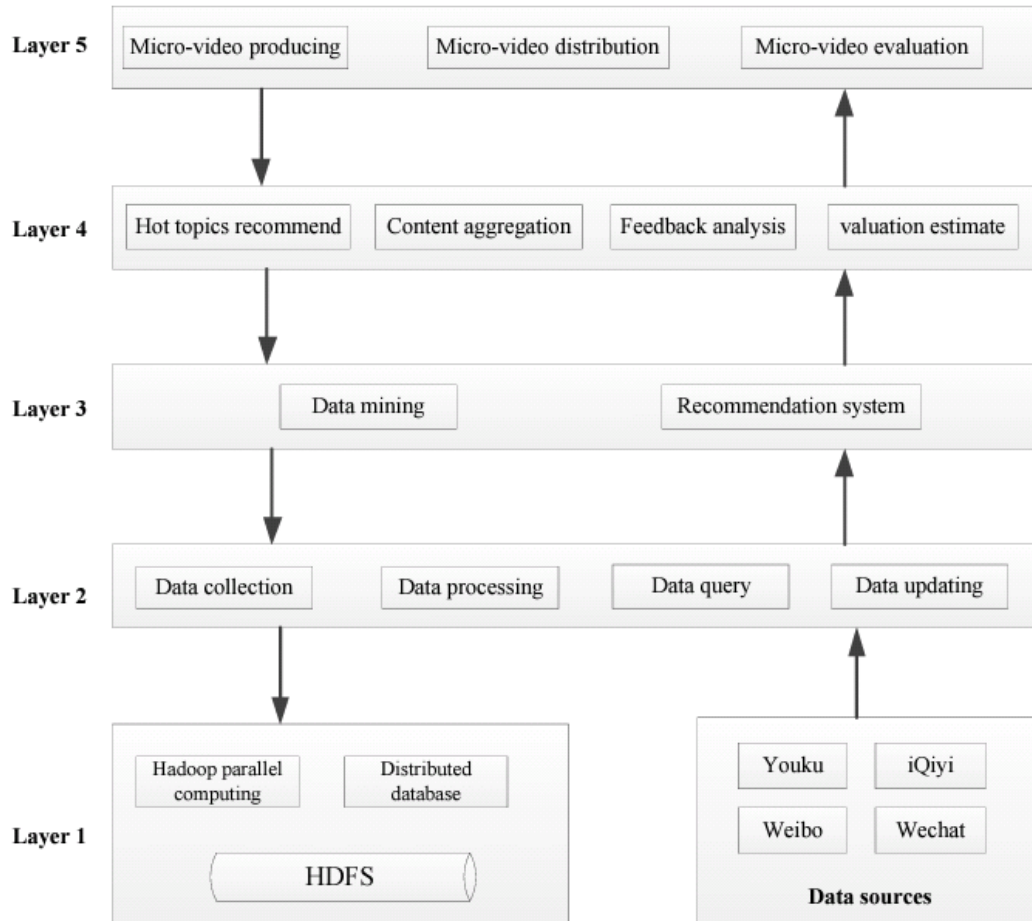 Layer 5
Micro-video producing
Micro-video distribution
Micro-video evaluation
Layer 4
Hot topics recommend
Content aggregation
Feedback analysis
valuation estimate
Layer 3
Data mining
Recommendation system
Layer 2
Data collection
Data processing
Data query
Data updating
Layer 1
Hadoop parallel
computing
Distributed
database
HDFS
Youku
iQiyi
Weibo
Wechat
Data sources